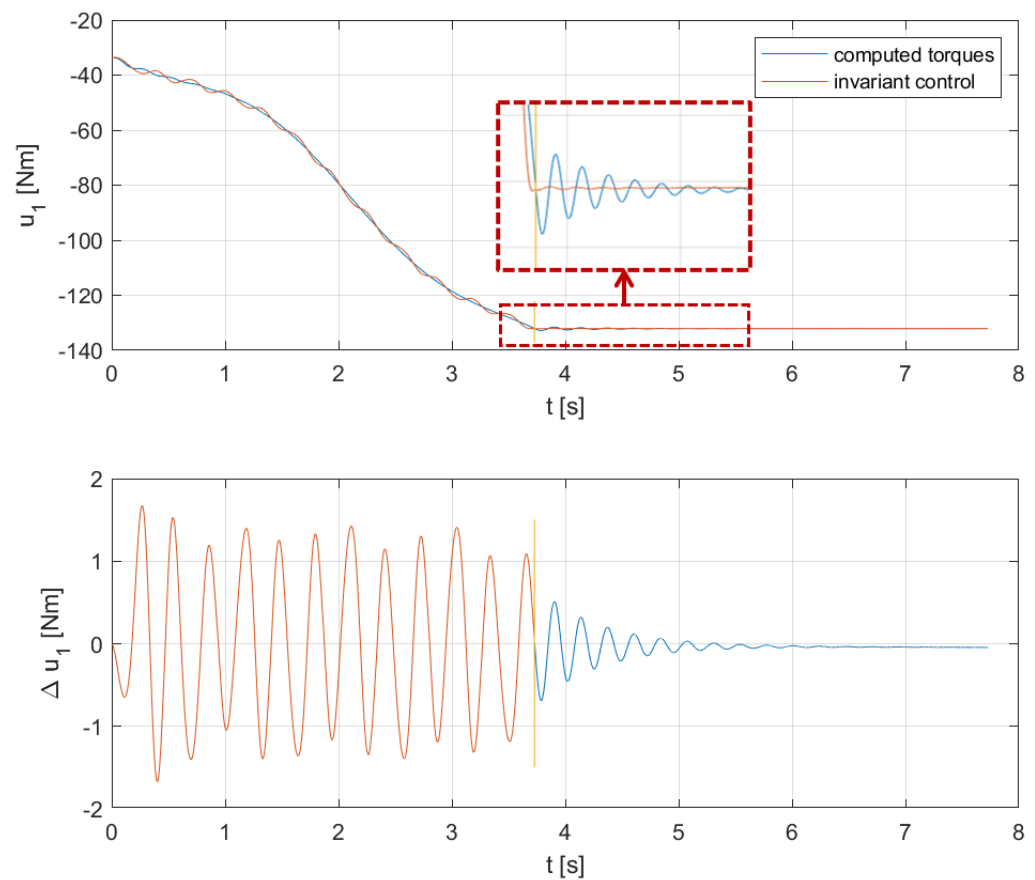 -20
-40
-60
-80
-100
-120
-140
u1 [Nm]
computed torques
invariant control
0 1 2 3 4 5 6 7 8
t [s]
2
1
0
-1
-2
Δ u1 [Nm]
0 1 2 3 4 5 6 7 8
t [s]